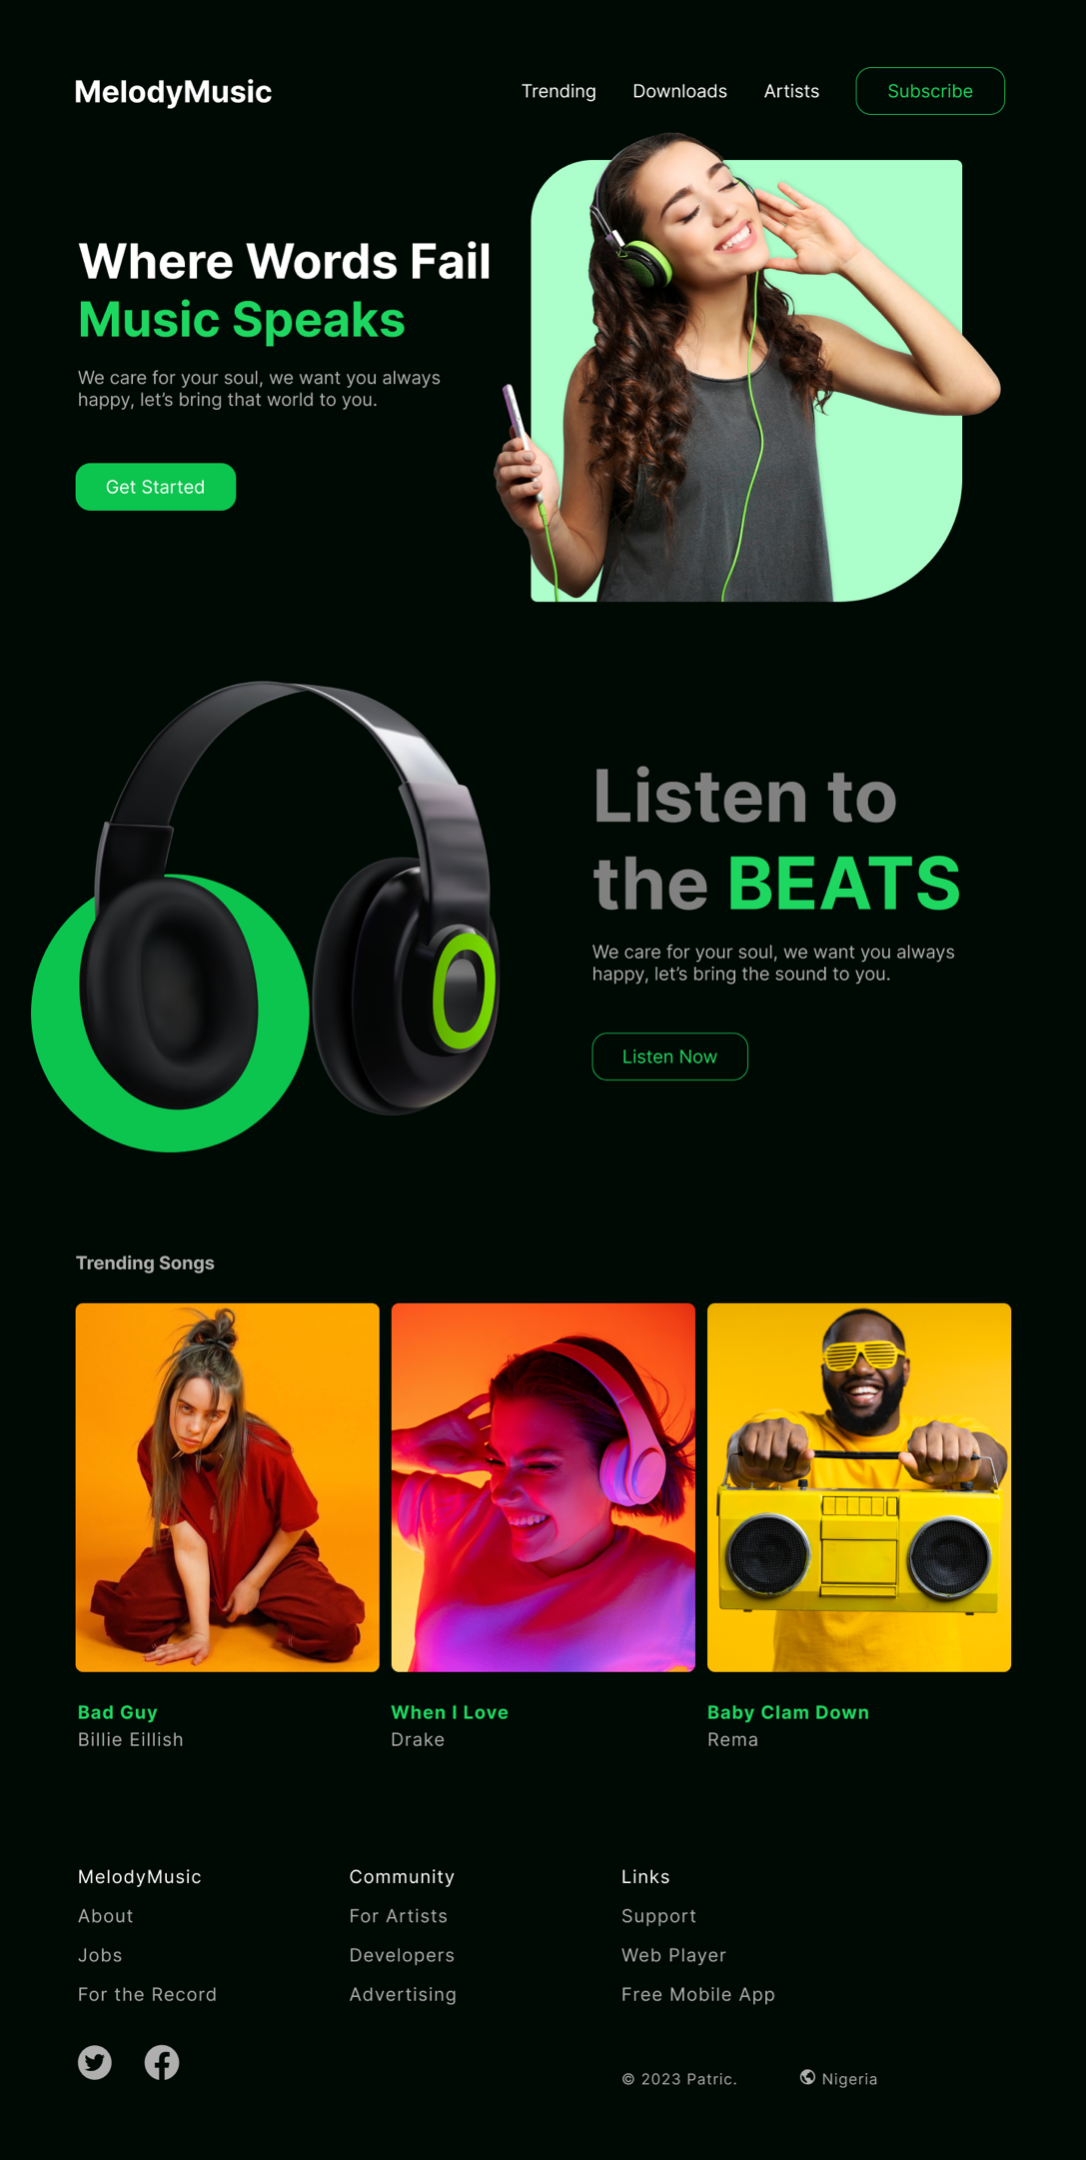 MelodyMusic
Trending
Downloads
Artists
Subscribe
Where Words Fail
Music Speaks
We care for your soul, we want you always
happy, let’s bring that world to you.
Get Started
Listen to
the BEATS
We care for your soul, we want you always
happy, let’s bring the sound to you.
Listen Now
Trending Songs
Bad Guy
Billie Eillish
When I Love
Drake
Baby Clam Down
Rema
MelodyMusic
About
Jobs
For the Record
Community
For Artists
Developers
Advertising
Links
Support
Web Player
Free Mobile App
© 2023 Patric.
Nigeria